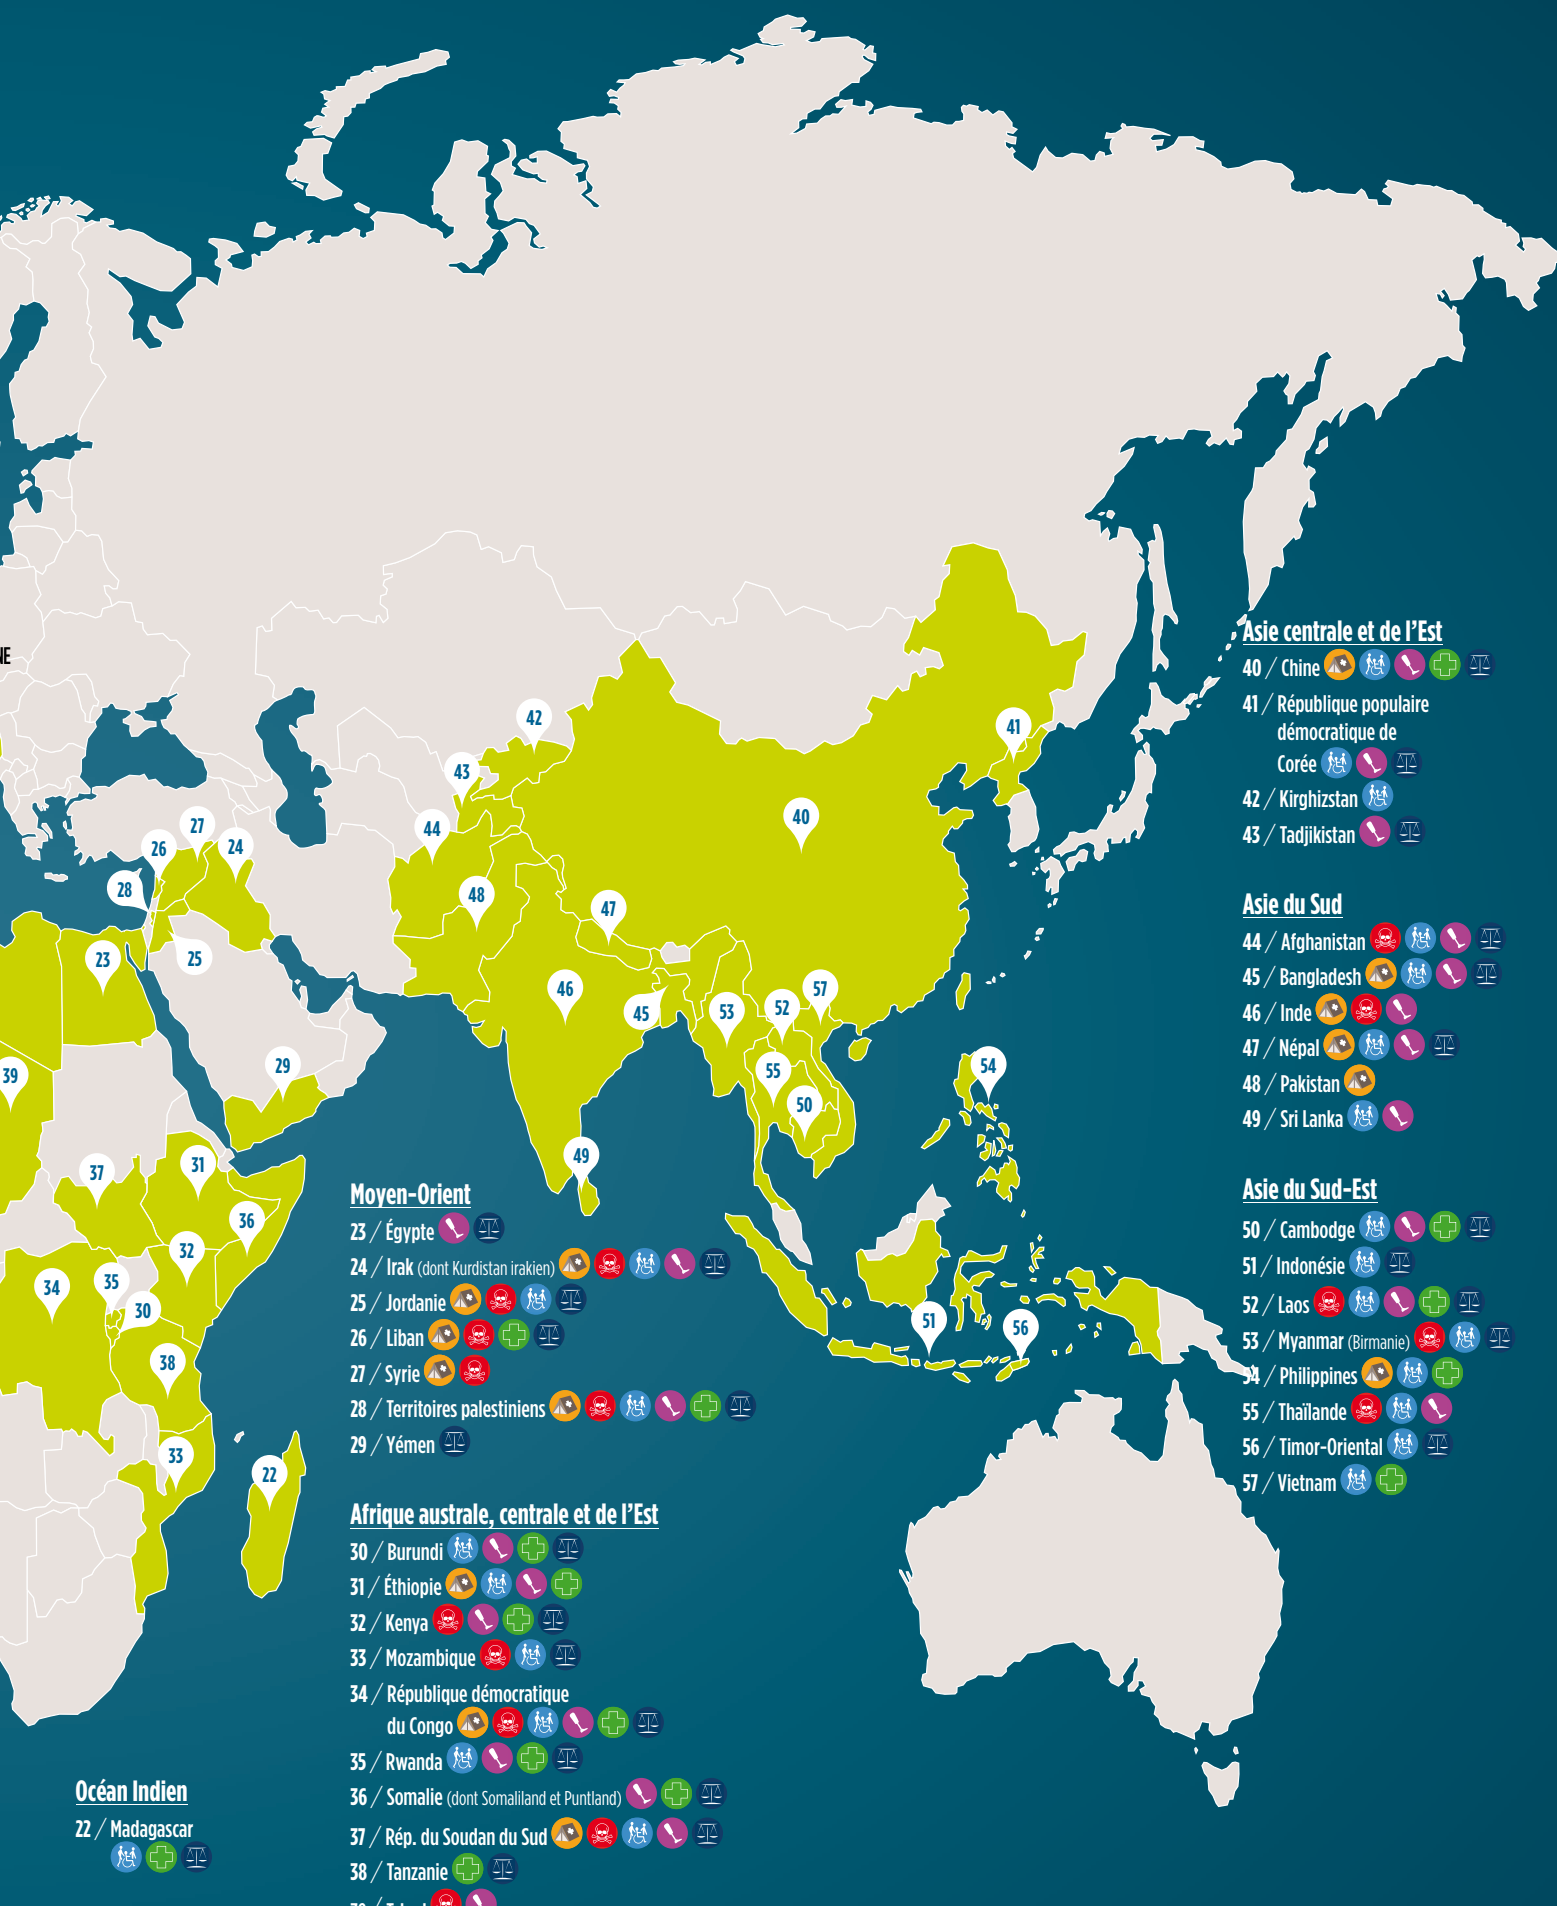 NE
42
41
43
40
27
44
26
24
28
48
47
23
25
46
57
45
53
52
39
29
54
55
50
49
37
31
36
32
35
34
30
51
56
38
33
22
Asie centrale et de l’Est
40 / Chine
41 / République populaire
démocratique de
Corée
42 / Kirghizstan
43 / Tadjikistan
Asie du Sud
44 / Afghanistan
45 / Bangladesh
46 / Inde
47 / Népal
48 / Pakistan
49 / Sri Lanka
Asie du Sud-Est
50 / Cambodge
51 / Indonésie
52 / Laos
53 / Myanmar (Birmanie)
54 / Philippines
55 / Thaïlande
56 / Timor-Oriental
57 / Vietnam
Moyen-Orient
23 / Égypte
24 / Irak (dont Kurdistan irakien)
25 / Jordanie
26 / Liban
27 / Syrie
28 / Territoires palestiniens
29 / Yémen
Afrique australe, centrale et de l’Est
30 / Burundi
31 / Éthiopie
32 / Kenya
33 / Mozambique
34 / République démocratique
du Congo
35 / Rwanda
36 / Somalie (dont Somaliland et Puntland)
37 / Rép. du Soudan du Sud
38 / Tanzanie
Océan Indien
22 / Madagascar